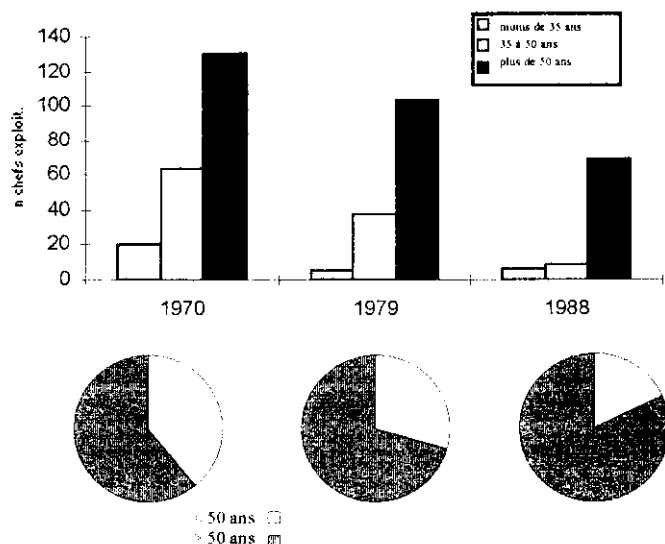 moins de 35 ans
35 à 50 ans
plus de 50 ans
n chefs exploit.
140
120
100
80
60
40
20
0
1970 1979 1988
< 50 ans
> 50 ans